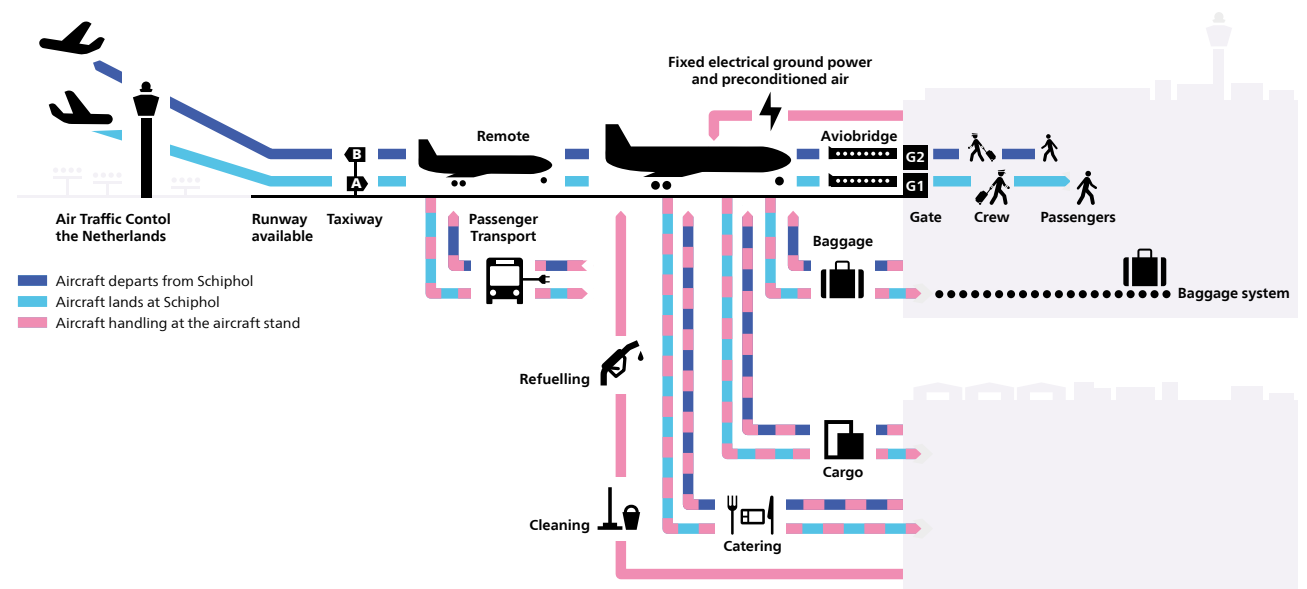 Fixed electrical ground power
and preconditioned air
Remote
Aviobridge
B
A
G2
G1
Air Traffic Contol
the Netherlands
Runway
available
Taxiway
Passenger
Transport
Gate
Crew
Passengers
Baggage
Baggage system
Aircraft departs from Schiphol
Aircraft lands at Schiphol
Aircraft handling at the aircraft stand
Refuelling
Cargo
Cleaning
Catering